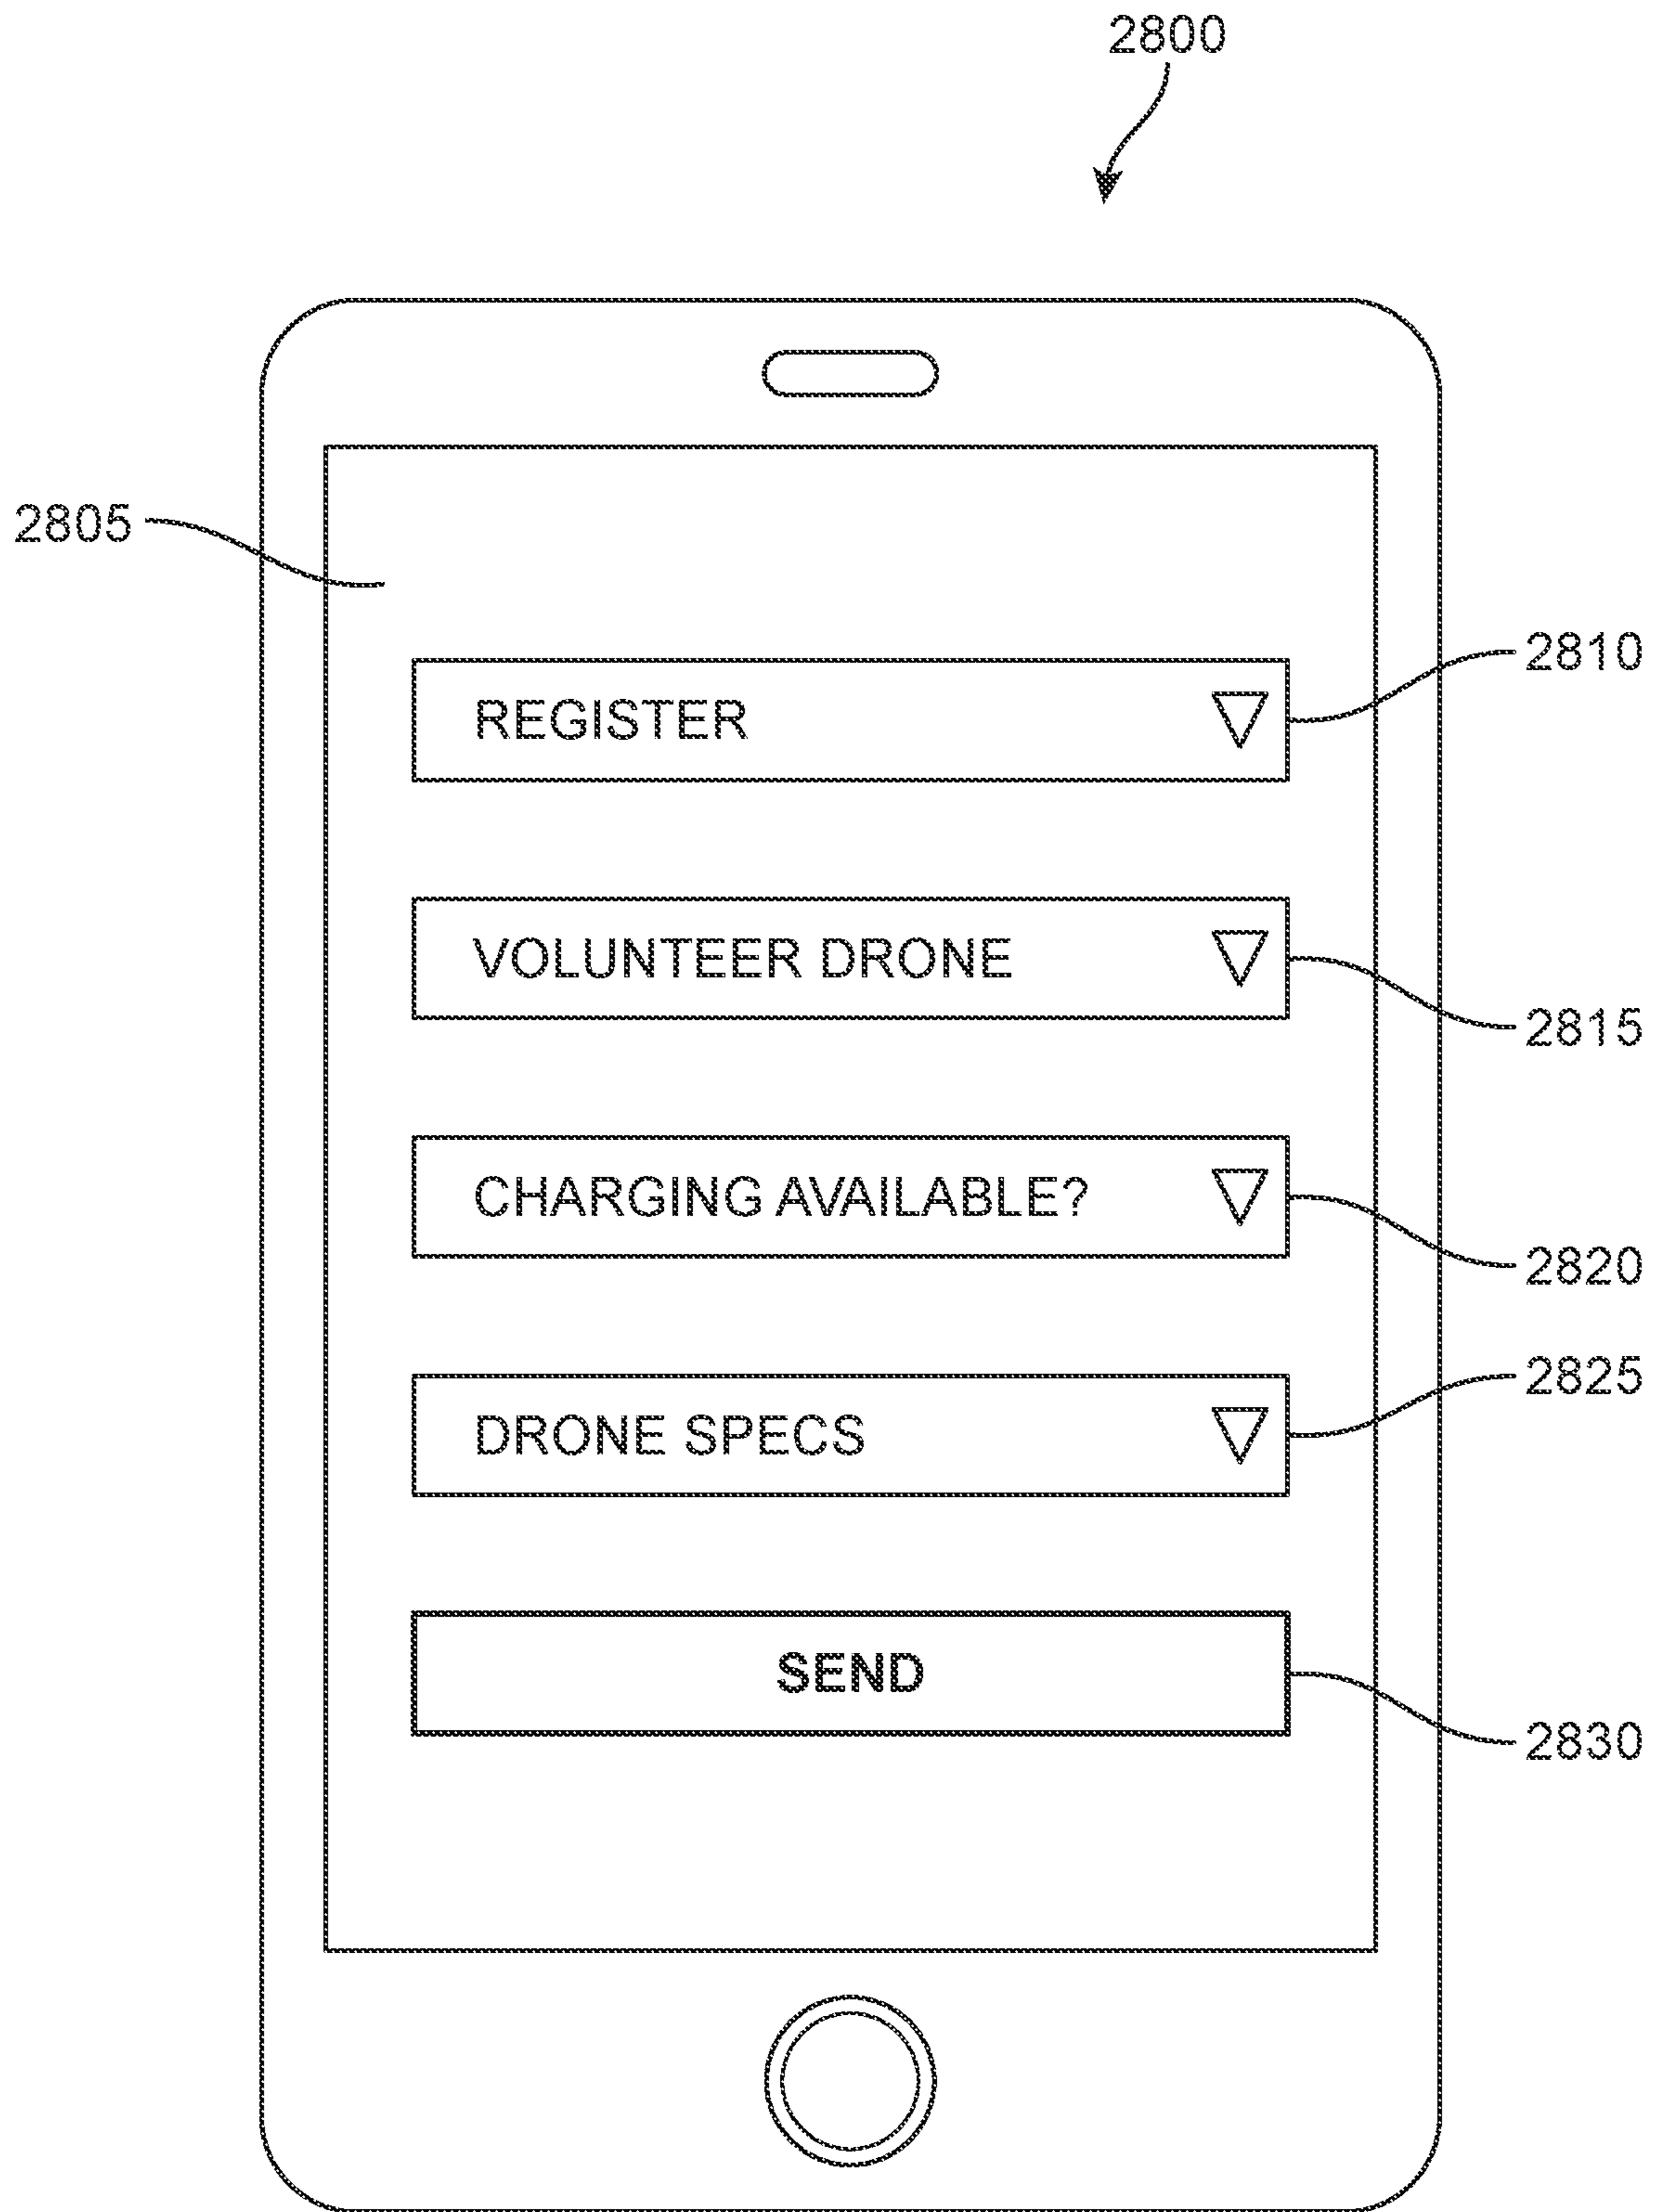 2800
2805
2810
REGISTER
VOLUNTEER DRONE
2815
CHARGING AVAILABLE?
2820
2825
DRONE SPECS
SEND
2830